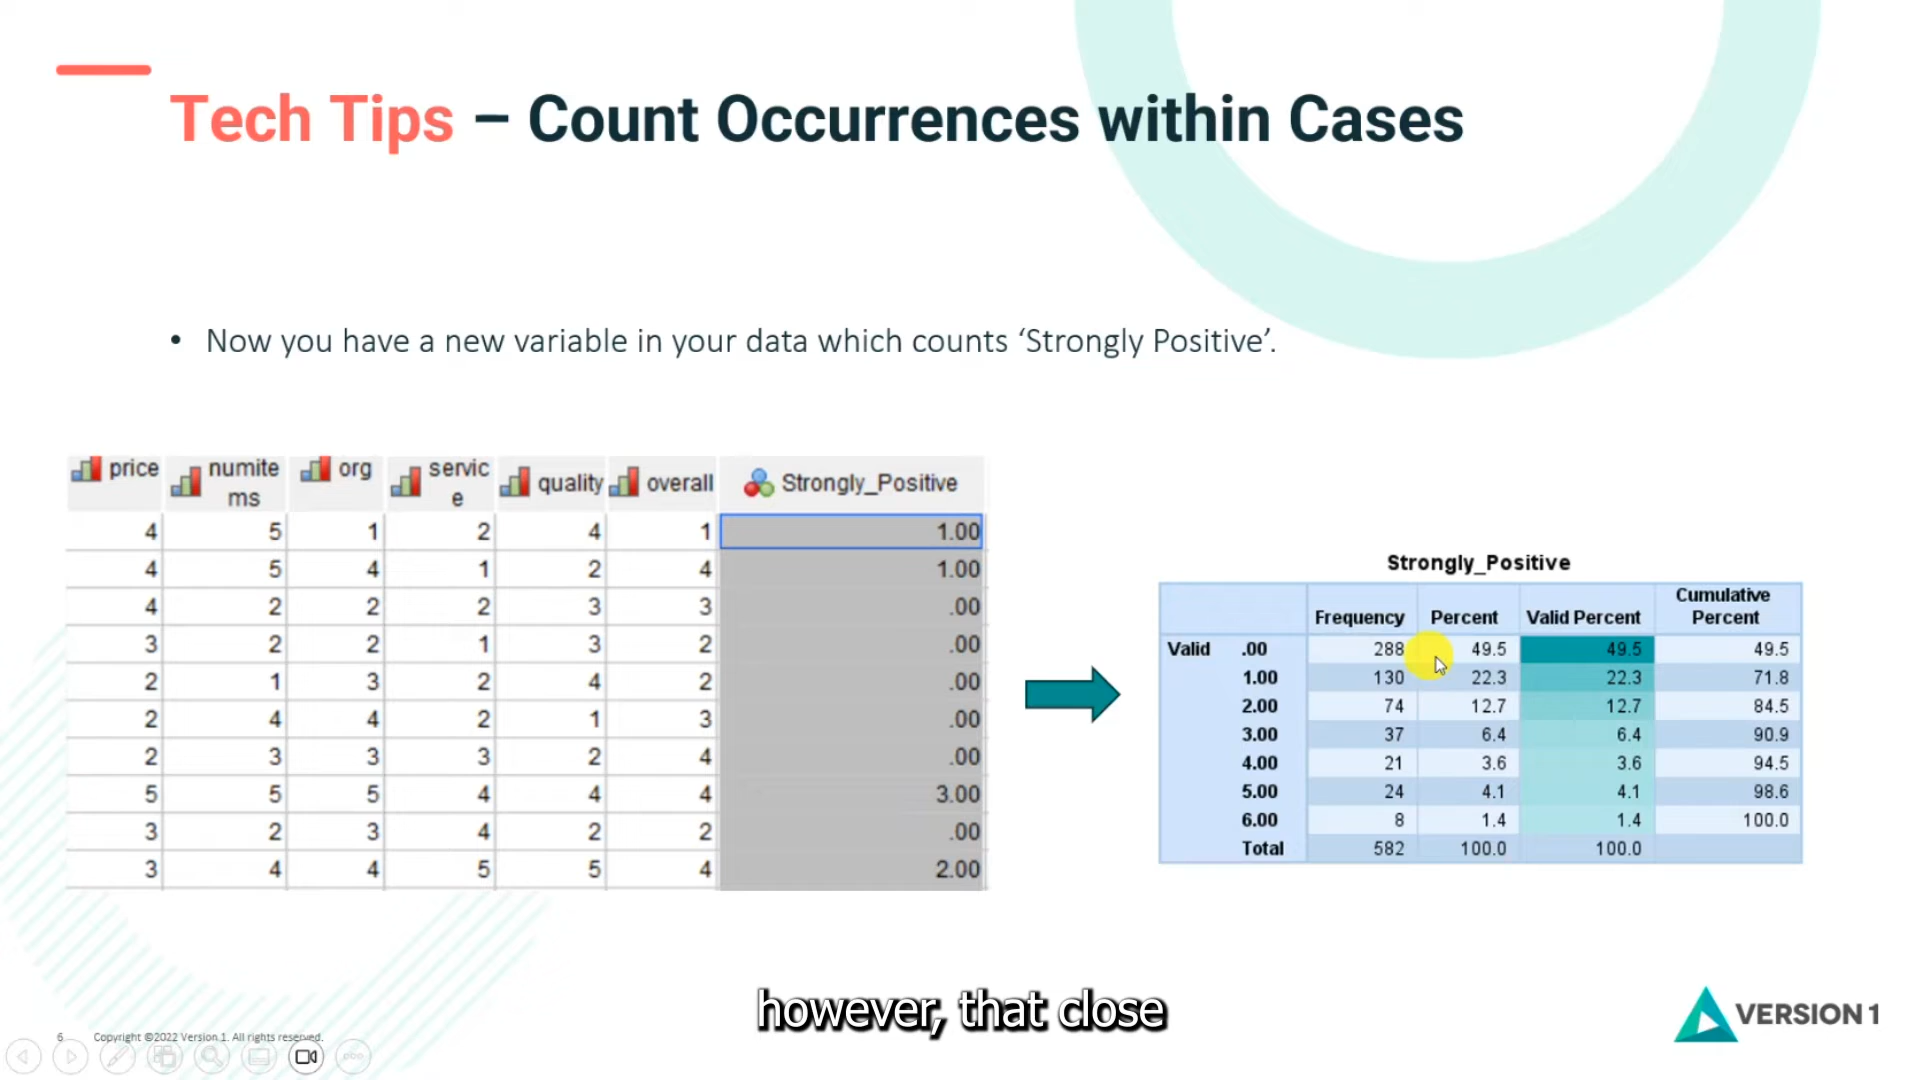 Tech Tips – Count Occurrences within Cases
• Now you have a new variable in your data which counts ‘Strongly Positive’.
price numite ms org servic e quality overall Strongly_Positive
4 5 1 2 4 1 1.00
4 5 4 1 2 4 1.00
4 2 2 2 3 3 .00
3 2 2 1 3 2 .00
2 1 3 2 4 2 .00
2 4 4 2 1 3 .00
2 3 3 3 2 4 .00
5 5 5 4 4 4 3.00
3 2 3 4 2 2 .00
3 4 4 5 5 4 2.00
Strongly_Positive
Frequency Percent Valid Percent Cumulative Percent
Valid .00 288 49.5 49.5 49.5
1.00 130 22.3 22.3 71.8
2.00 74 12.7 12.7 84.5
3.00 37 6.4 6.4 90.9
4.00 21 3.6 3.6 94.5
5.00 24 4.1 4.1 98.6
6.00 8 1.4 1.4 100.0
Total 582 100.0 100.0
however, that close
6 Copyright ©2022 Version 1. All rights reserved.
VERSION 1